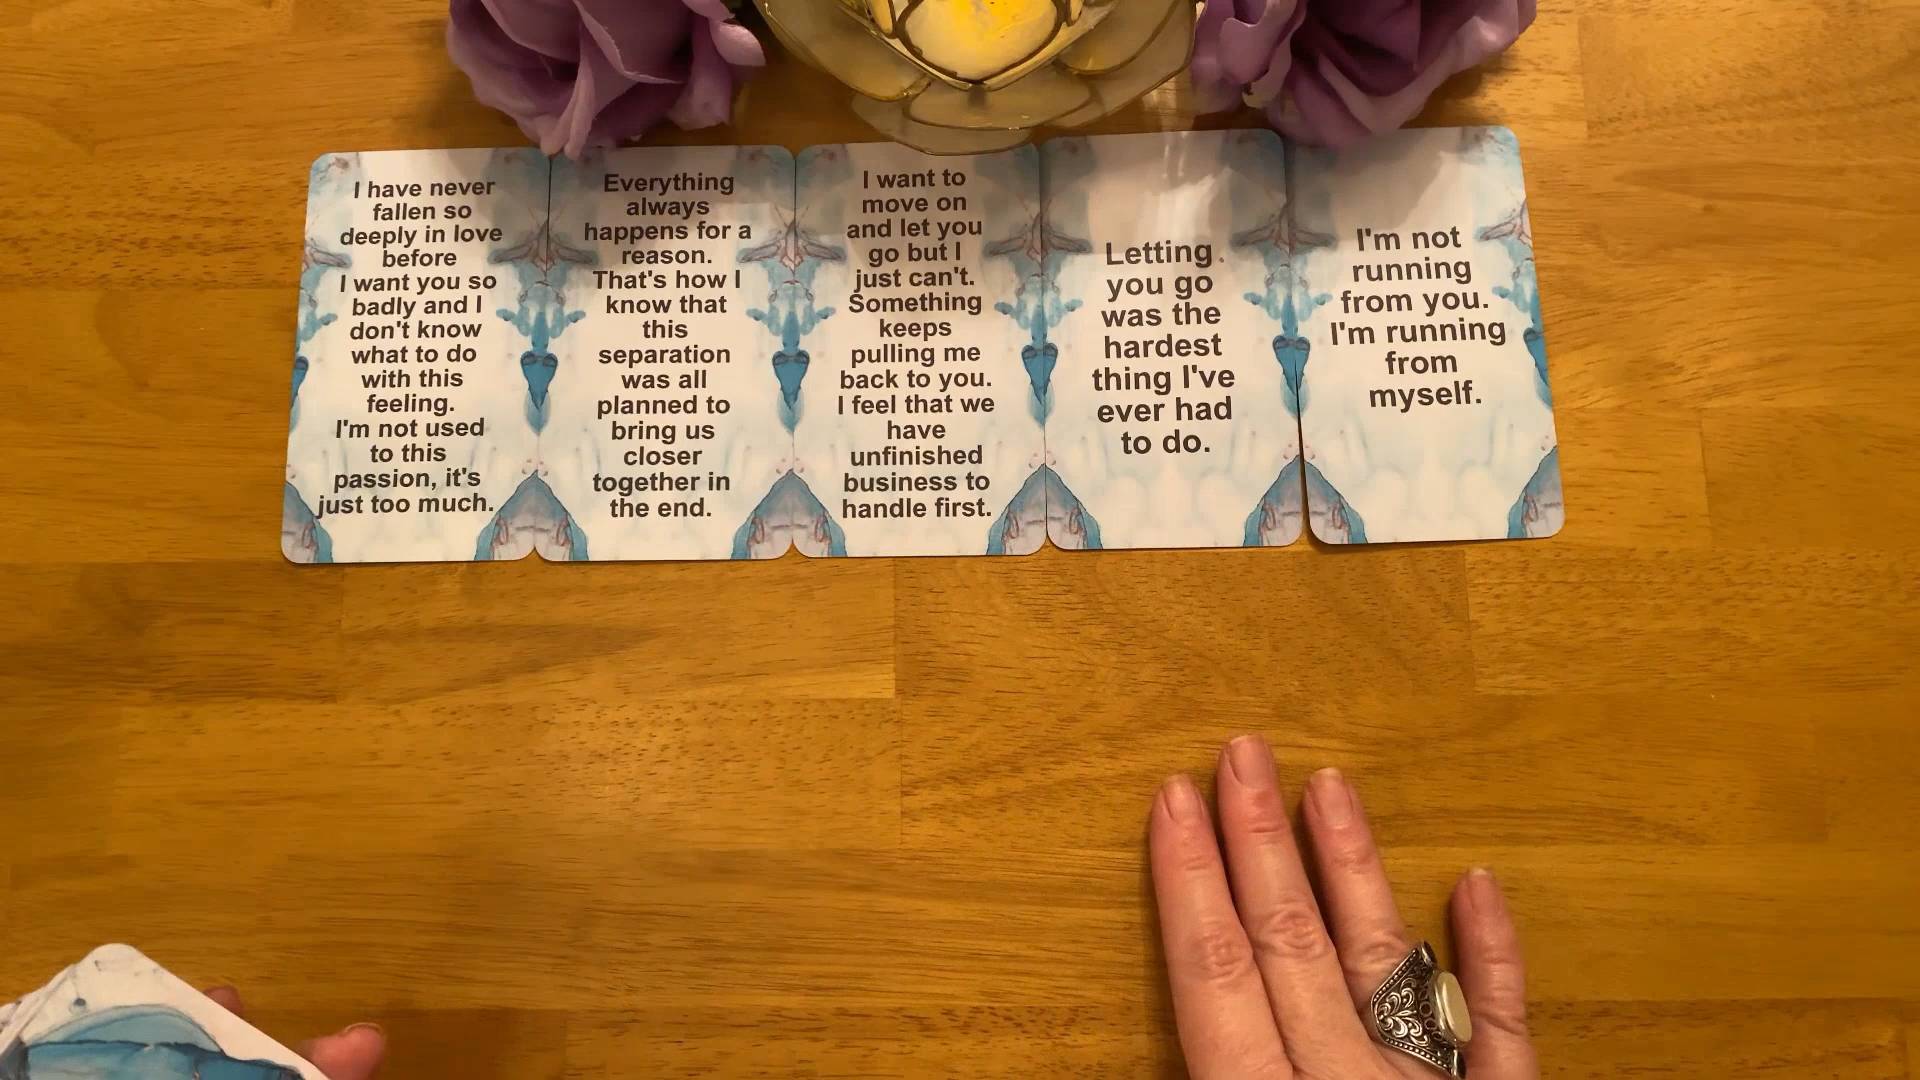 I have never
fallen so
deeply in love
before
I want you so
badly and I
don't know
what to do
with this
feeling.
I'm not used
to this
passion, it's
just too much.
Everything
always
happens for a
reason.
That's how I
know that
this
separation
was all
planned to
bring us
closer
together in
the end.
I want to
move on
and let you
go but I
just can't.
Something
keeps
pulling me
back to you.
I feel that we
have
unfinished
business to
handle first.
Letting
you go
was the
hardest
thing I've
ever had
to do.
I'm not
running
from you.
I'm running
from
myself.